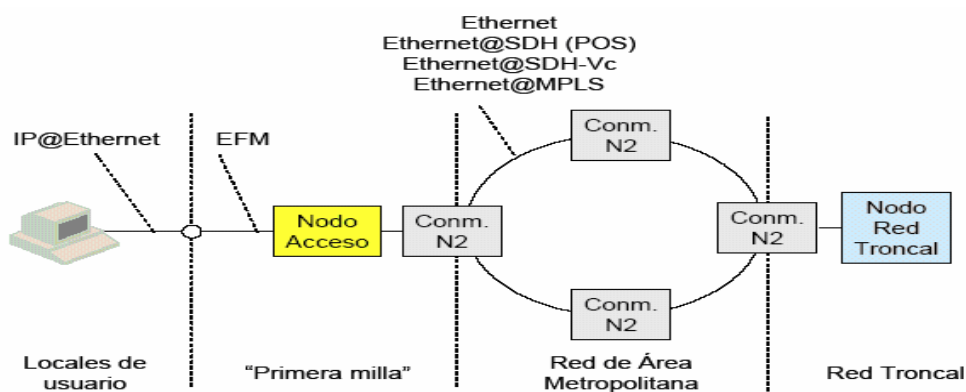 Ethernet
Ethernet@SDH (POS)
Ethernet@SDH-Vc
Ethernet@MPLS
IP@Ethernet
EFM
Conm.
N2
Nodo
Acceso
Conm.
N2
Conm.
N2
Nodo
Red
Troncal
Conm.
N2
Locales de
usuario
"Primera milla"
Red de Área
Metropolitana
Red Troncal